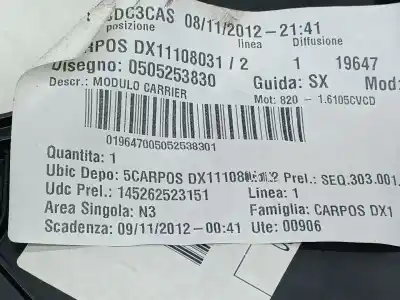 DC3CAS 08/11/2012-21:41
posizione linea Diffusione
CARPOS DX11108031 / 2 1 19647
Disegno: 0505253830 Guida: SX Mod:
Descr.: MODULO CARRIER Mot: 820 - 1.6105CVCD
019647005052538301
Quantita: 1
Ubic Depo: 5CARPOS DX11108 Prel.: SEQ.303.001.
Udc Prel.: 145262523151 Linea: 1
Area Singola: N3 Famiglia: CARPOS DX1
Scadenza: 09/11/2012-00:41 Ute: 00906